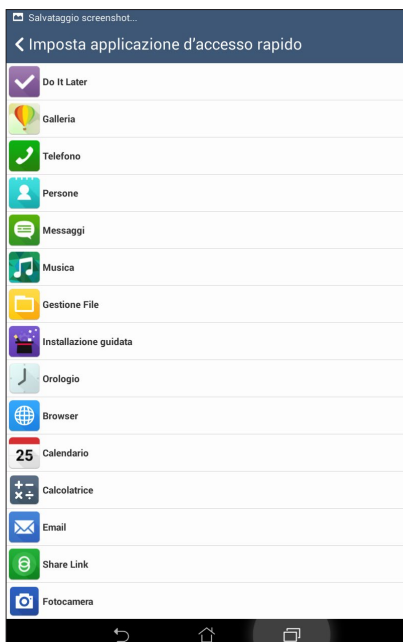 Salvataggio screenshot...
Imposta applicazione d'accesso rapido
Do It Later
Galleria
Telefono
Persone
Messaggi
Musica
Gestione File
Installazione guidata
Orologio
Browser
25 Calendario
Calcolatrice
Email
Share Link
Fotocamera